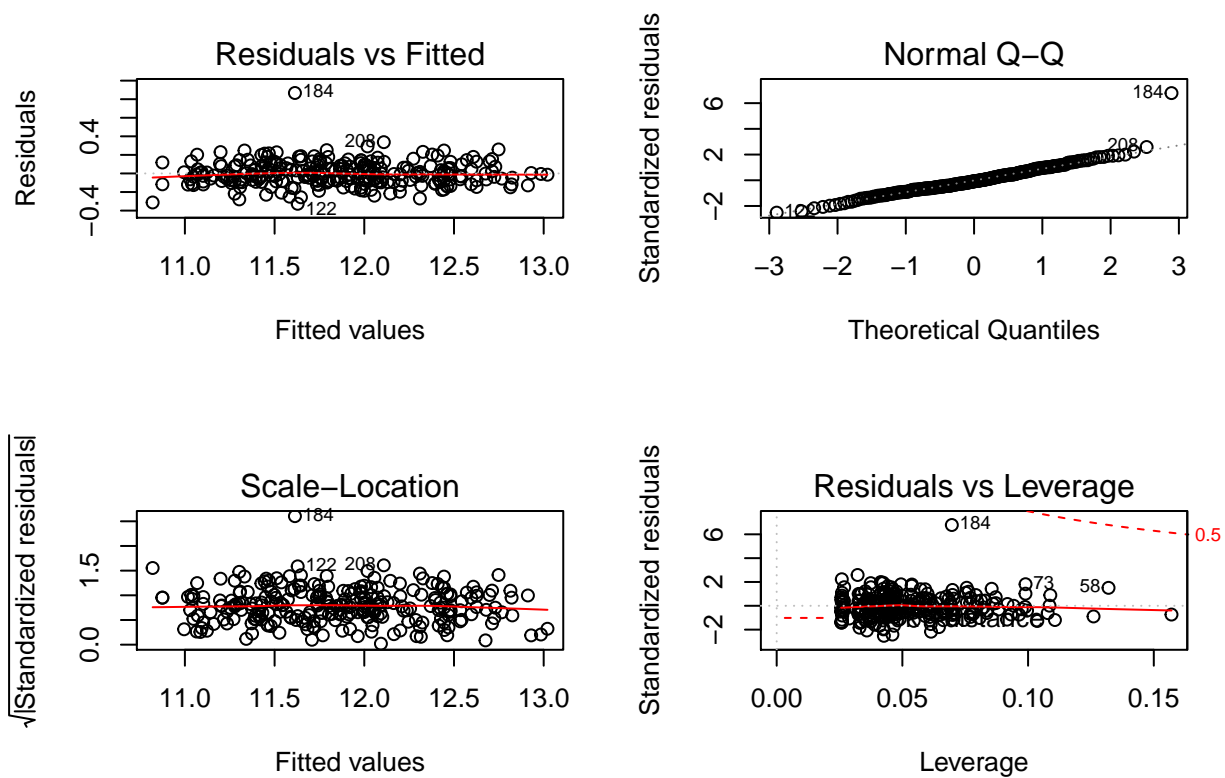 Residuals vs Fitted
Residuals
0.4
−0.4
184
208
122
11.0 11.5 12.0 12.5 13.0
Fitted values
Normal Q−Q
Standardized residuals
6
2
−2
184
208
−3 −2 −1 0 1 2 3
Theoretical Quantiles
Scale−Location
√|Standardized residuals|
1.5
0.0
184
122
208
11.0 11.5 12.0 12.5 13.0
Fitted values
Residuals vs Leverage
Standardized residuals
6
2
−2
184
73
58
0.5
0.00 0.05 0.10 0.15
Leverage